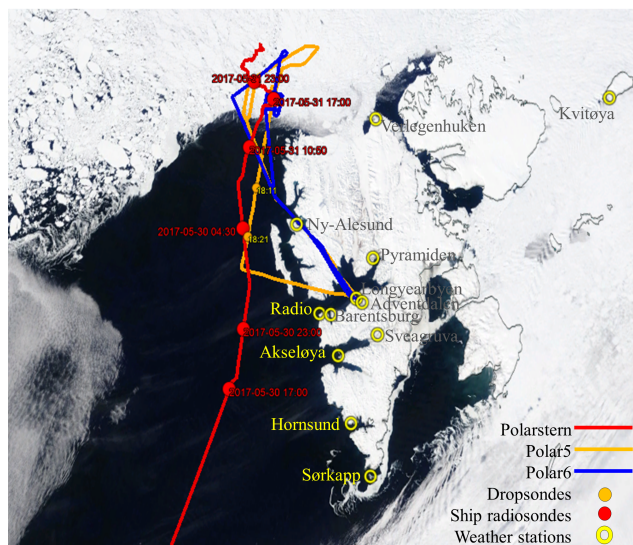 2017-05-31 23:00
2017-05-31 17:00
Kvitøya
Verlegenhuken
2017-05-31 10:50
18:11
Ny-Alesund
2017-05-30 04:30
18:21
Pyramiden
Longyearbyen
Adventdalen
Radio
Barentsburg
2017-05-30 23:00
Sveagruva
Akseløya
2017-05-30 17:00
Hornsund
Polarstern
Polar5
Sørkapp
Polar6
Dropsondes
Ship radiosondes
Weather stations